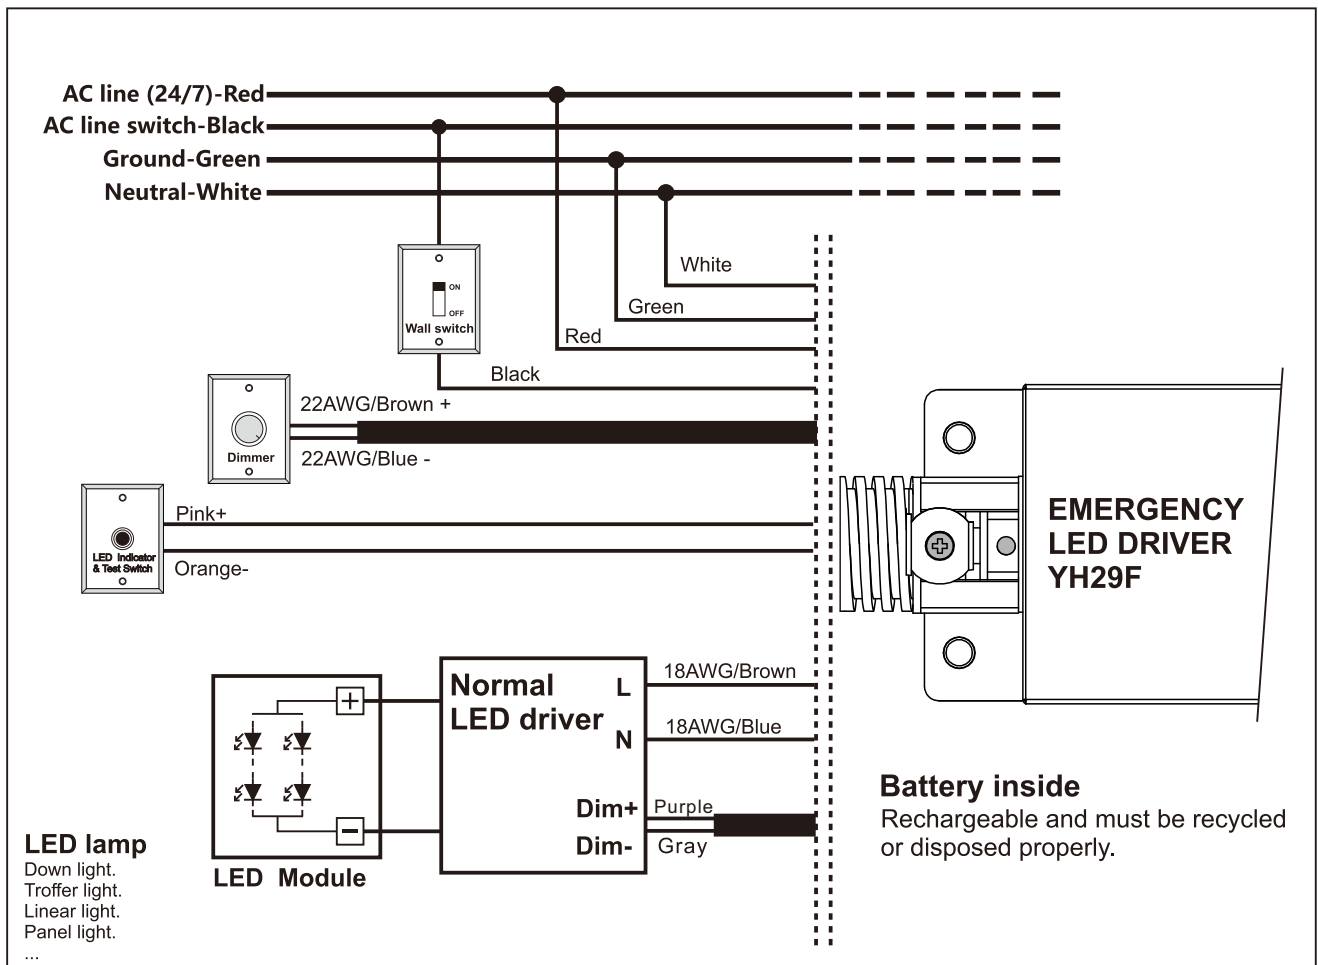 AC line (24/7)-Red
AC line switch-Black
Ground-Green
Neutral-White
White
Green
Red
Black
ON
OFF
Wall switch
22AWG/Brown +
22AWG/Blue -
Dimmer
Pink+
Orange-
LED Indicator
& Test Switch
EMERGENCY
LED DRIVER
YH29F
Normal
LED driver
L
N
Dim+
Dim-
18AWG/Brown
18AWG/Blue
Purple
Gray
+
-
LED Module
Battery inside
Rechargeable and must be recycled
or disposed properly.
LED lamp
Down light.
Troffer light.
Linear light.
Panel light.
...